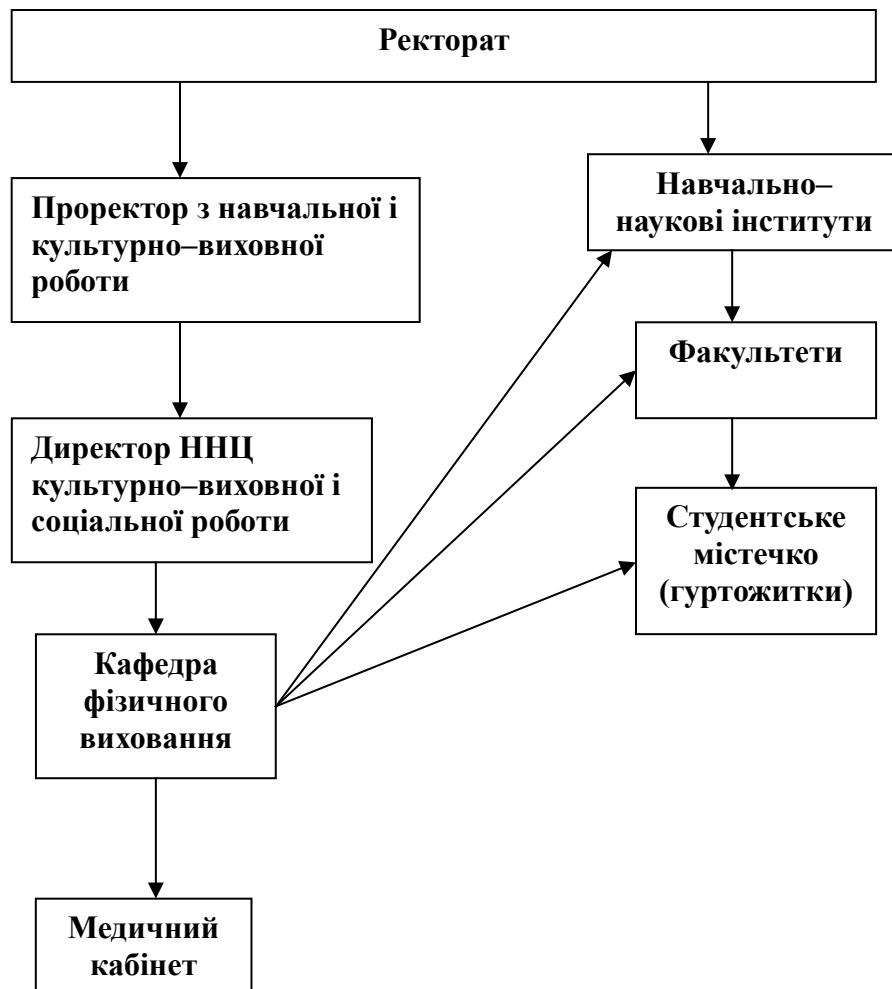 Ректорат
Проректор з навчальної і
культурно–виховної
роботи
Директор ННЦ
культурно–виховної і
соціальної роботи
Кафедра
фізичного
виховання
Медичний
кабінет
Навчально–
наукові інститути
Факультети
Студентське
містечко
(гуртожитки)